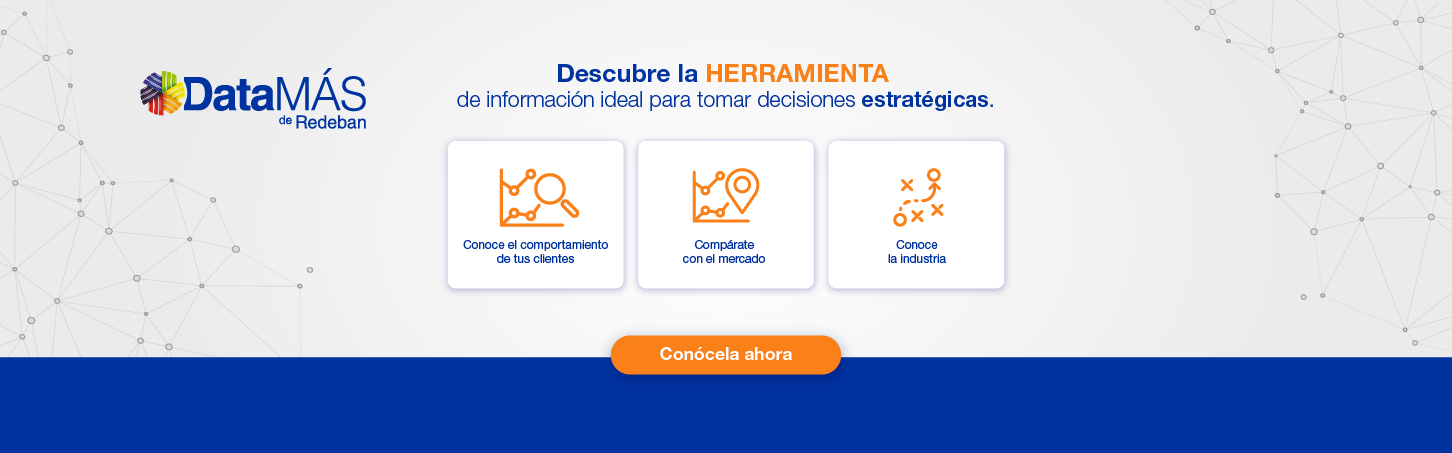 DataMÁS
de Redeban
Descubre la HERRAMIENTA
de información ideal para tomar decisiones estratégicas.
Conoce el comportamiento
de tus clientes
Compárate
con el mercado
Conoce
la industria
Conócela ahora